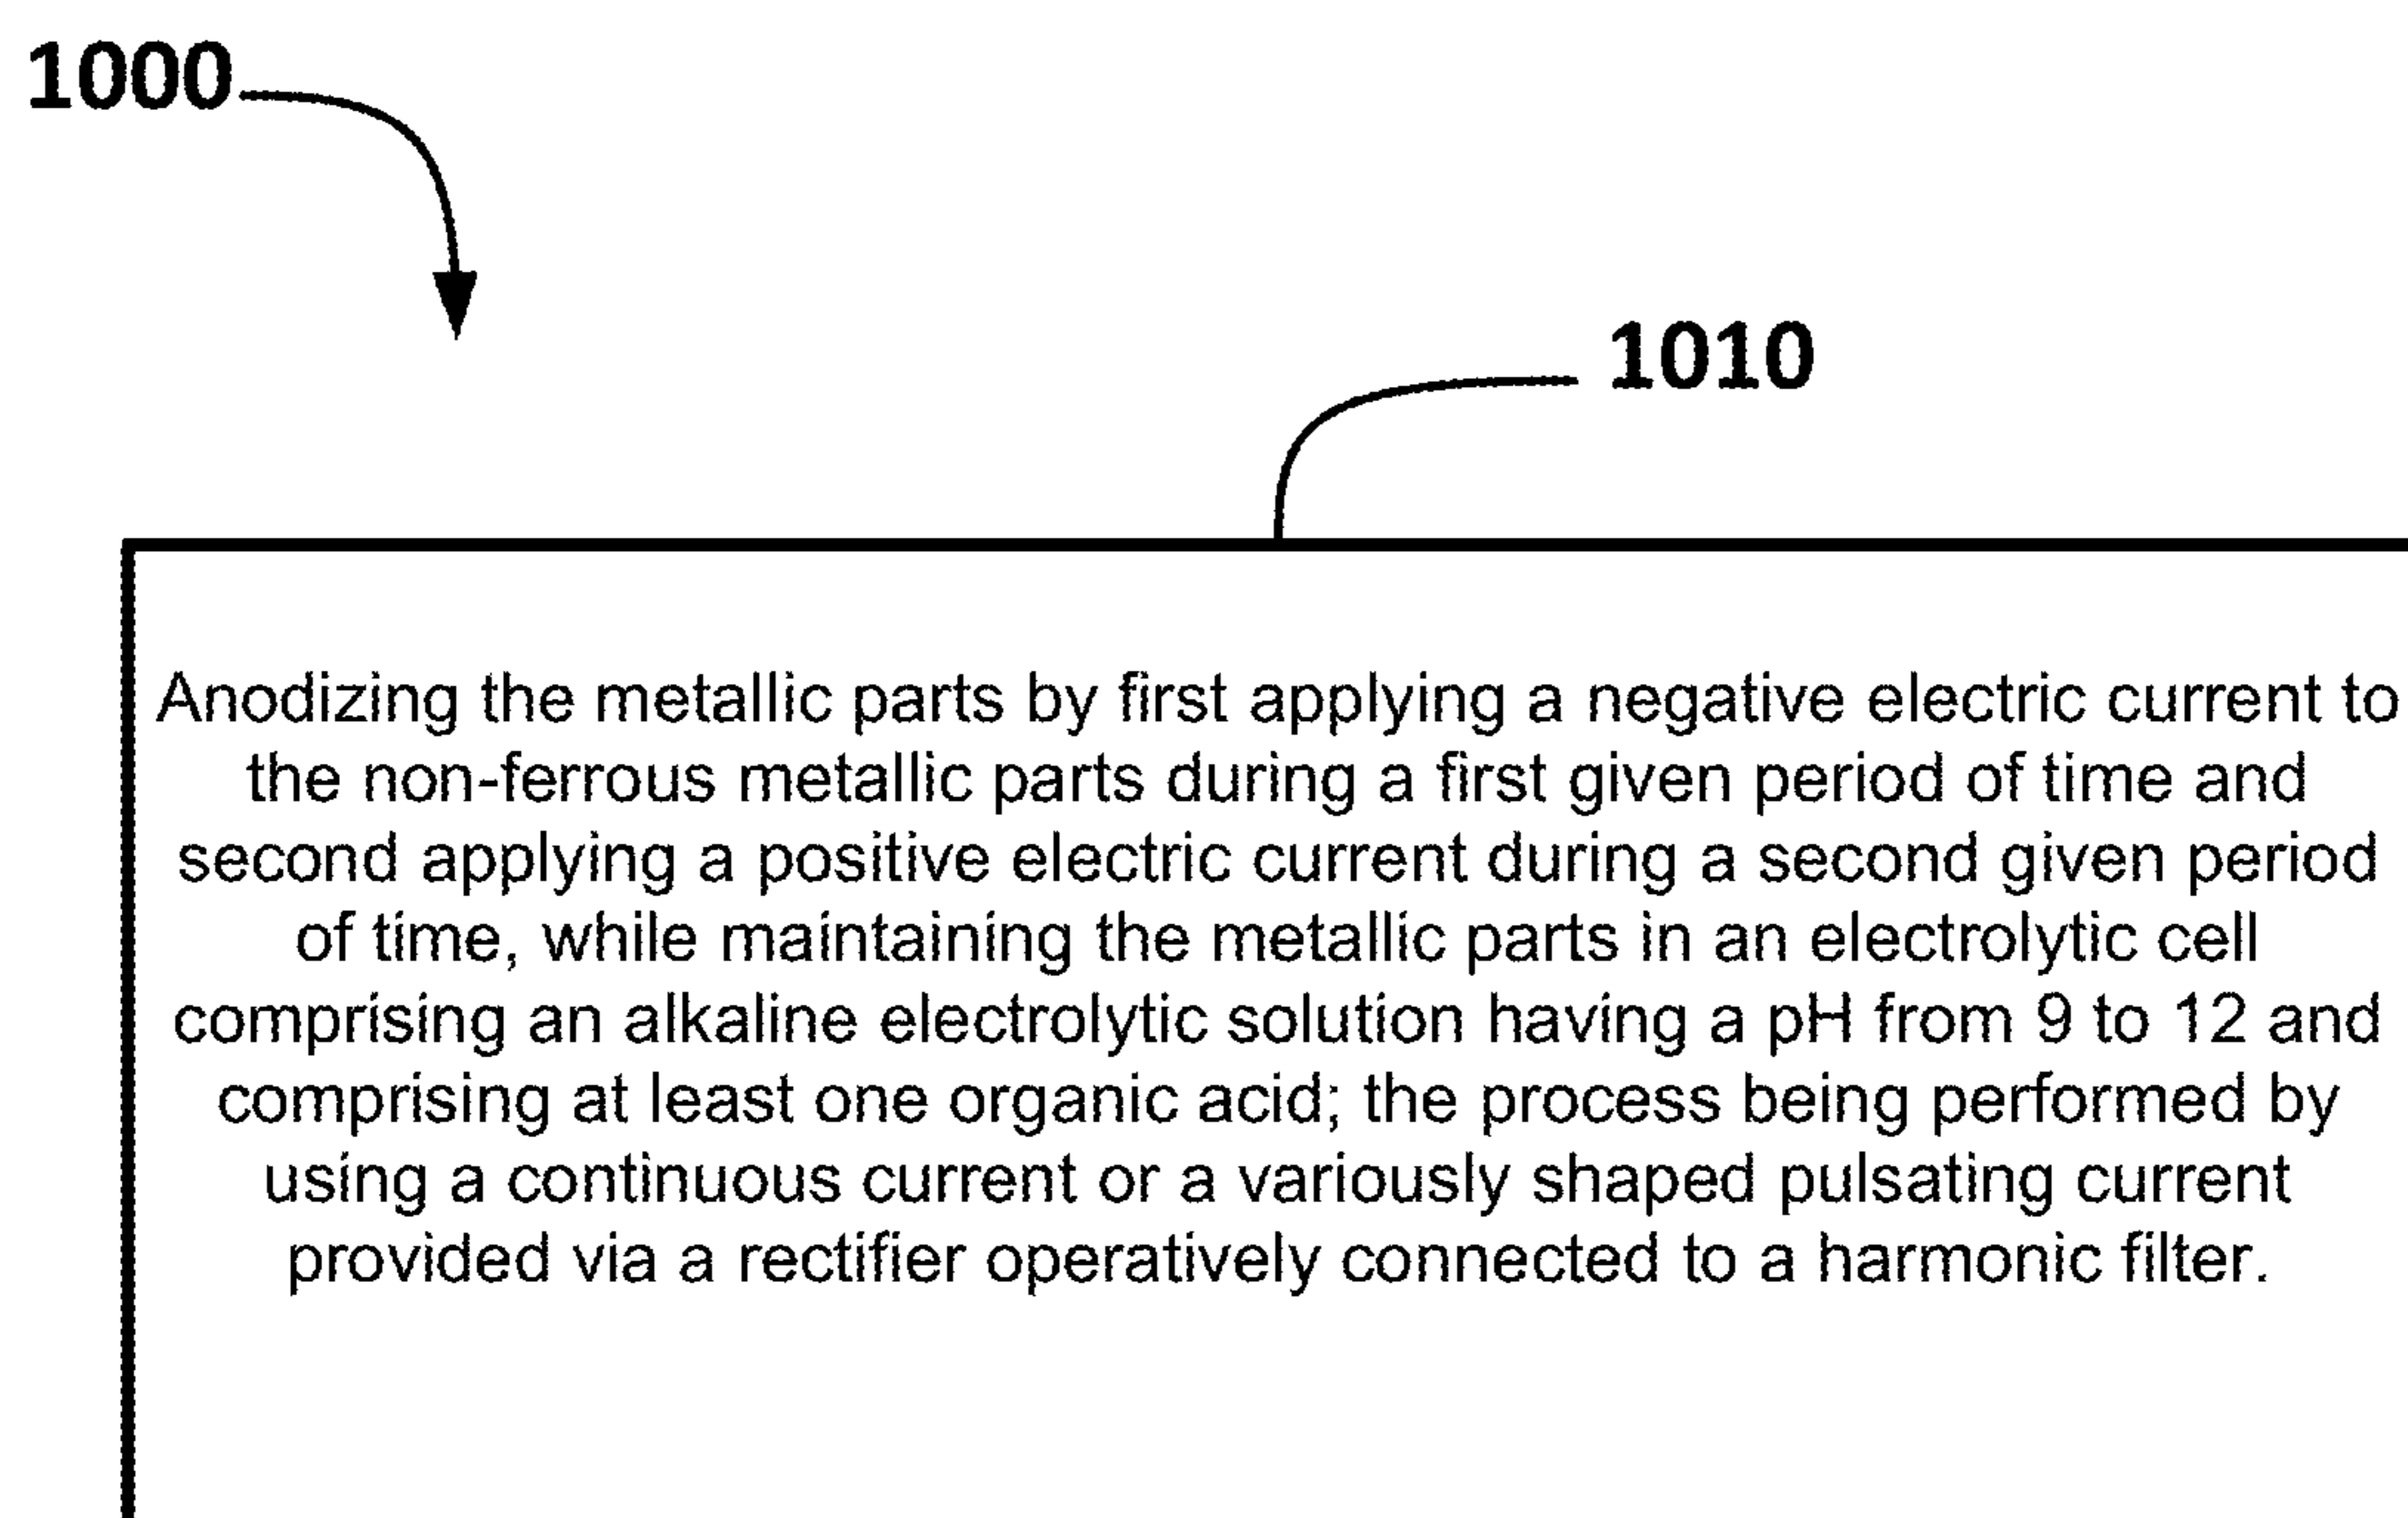 1000
1010
Anodizing the metallic parts by first applying a negative electric current to
the non-ferrous metallic parts during a first given period of time and
second applying a positive electric current during a second given period
of time, while maintaining the metallic parts in an electrolytic cell
comprising an alkaline electrolytic solution having a pH from 9 to 12 and
comprising at least one organic acid; the process being performed by
using a continuous current or a variously shaped pulsating current
provided via a rectifier operatively connected to a harmonic filter.